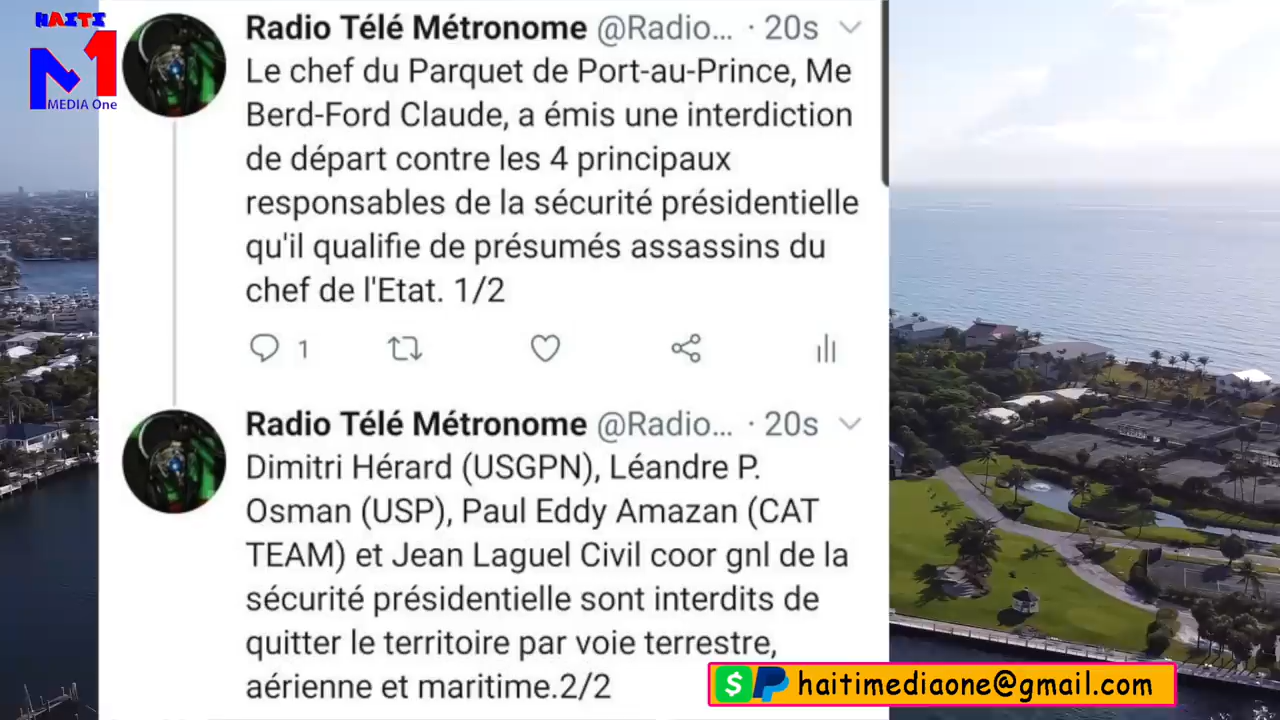 HAITI
M1
MEDIA One
Radio Télé Métronome @Radio... · 20s
Le chef du Parquet de Port-au-Prince, Me
Berd-Ford Claude, a émis une interdiction
de départ contre les 4 principaux
responsables de la sécurité présidentielle
qu'il qualifie de présumés assassins du
chef de l'Etat. 1/2
1
Radio Télé Métronome @Radio... · 20s
Dimitri Hérard (USGPN), Léandre P.
Osman (USP), Paul Eddy Amazan (CAT
TEAM) et Jean Laguel Civil coor gnl de la
sécurité présidentielle sont interdits de
quitter le territoire par voie terrestre,
aérienne et maritime.2/2
$ haitimediaone@gmail.com